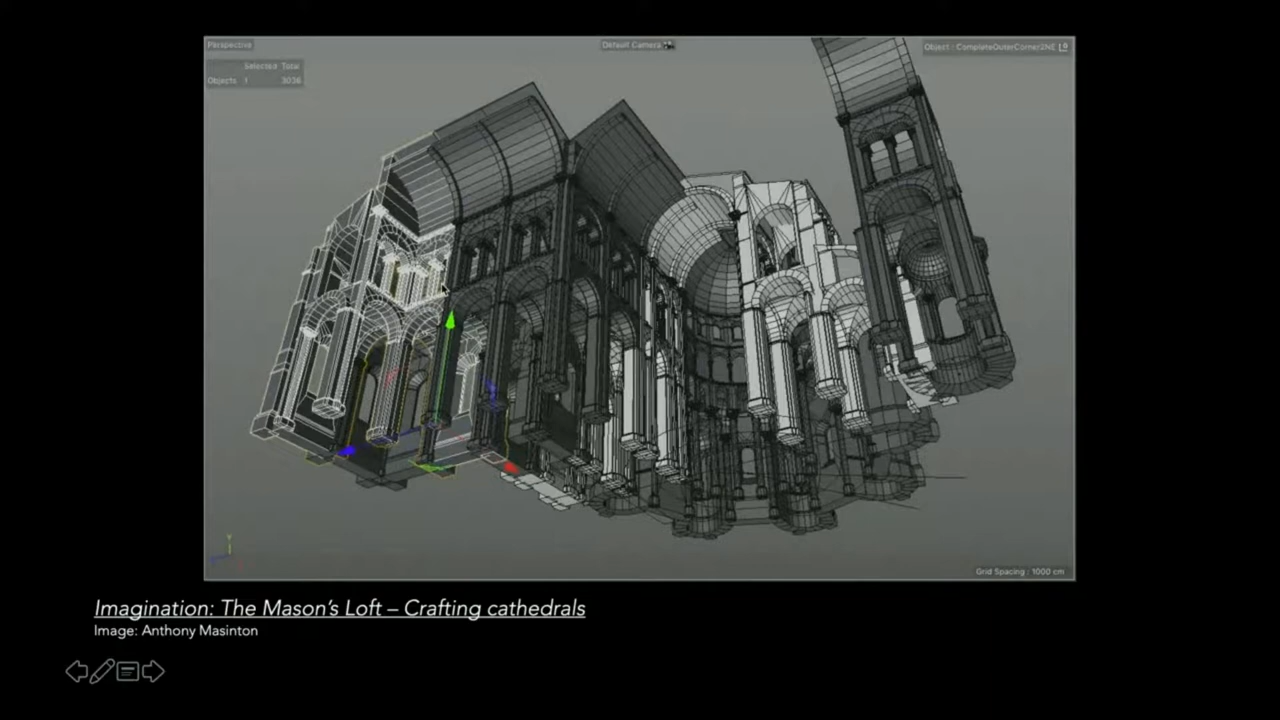 Perspective
Default Camera
Object : CompleteOuterCorner2NE
Selected Total
Objects 1 3036
Y
Grid Spacing : 1000 cm
Imagination: The Mason's Loft – Crafting cathedrals
Image: Anthony Masinton